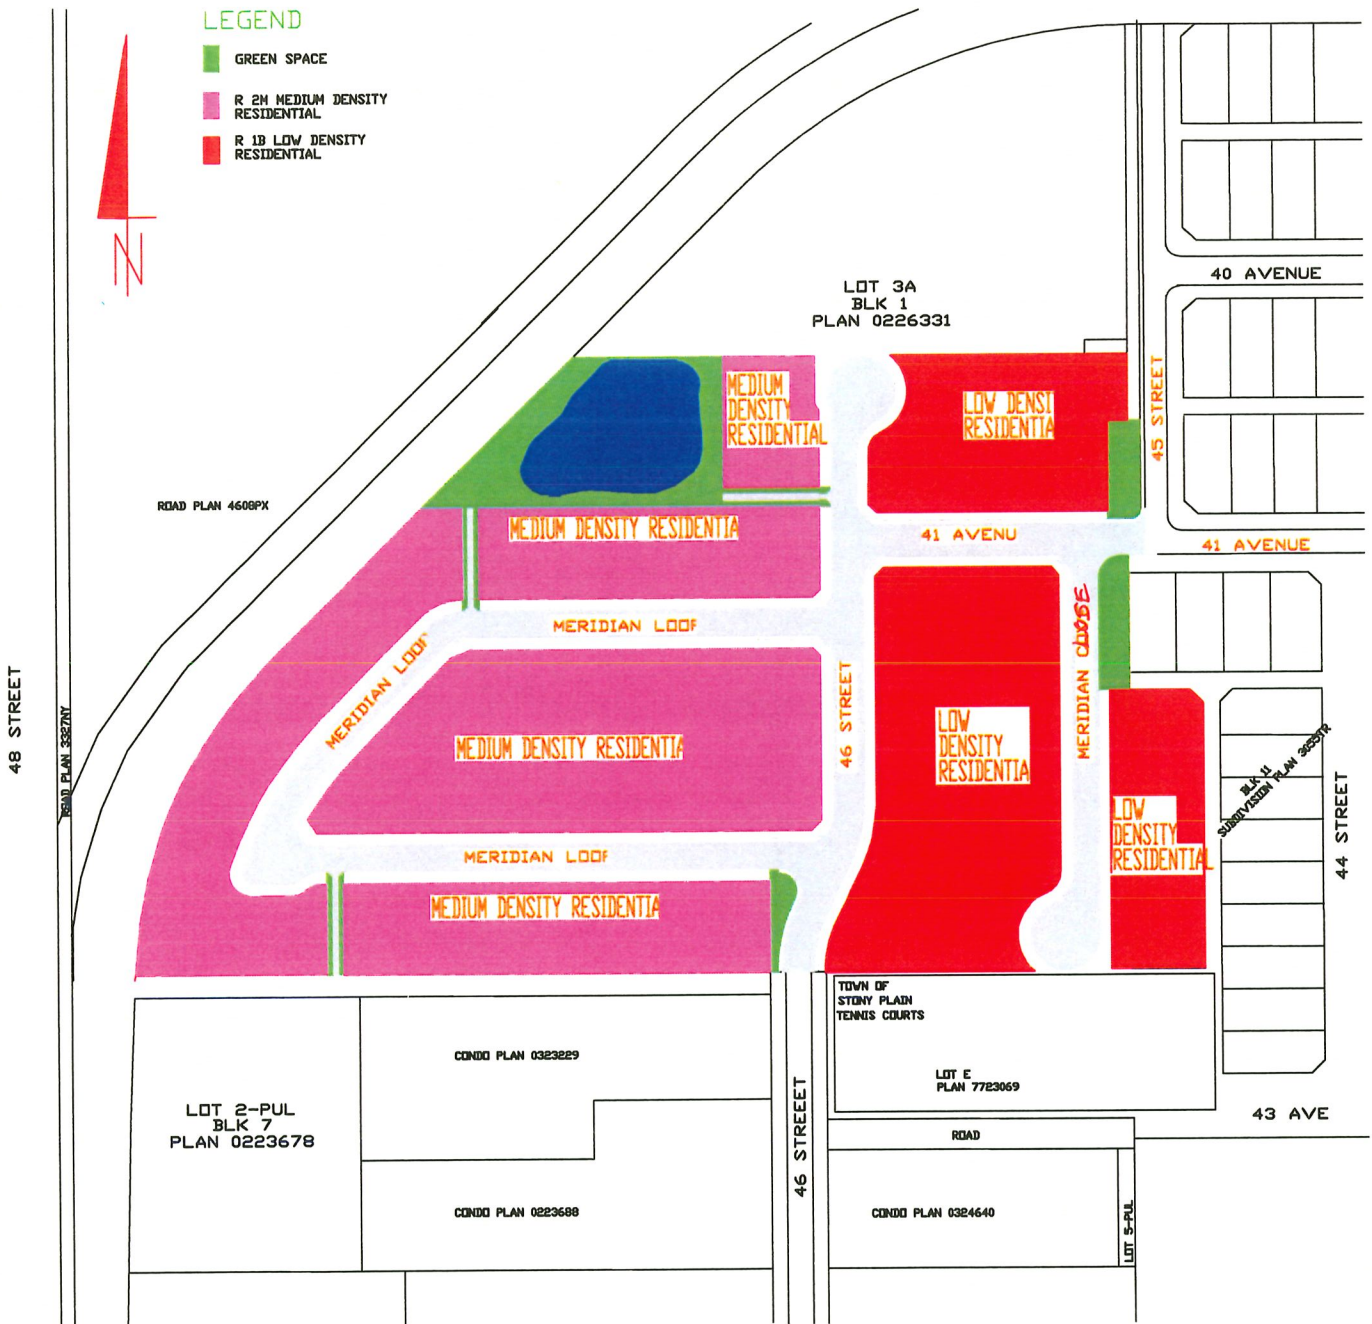 LEGEND
GREEN SPACE
R 2M MEDIUM DENSITY
RESIDENTIAL
R 1B LOW DENSITY
RESIDENTIAL
N
40 AVENUE
LOT 3A
BLK 1
PLAN 0226331
45 STREET
MEDIUM
DENSITY
RESIDENTIAL
LOW DENSI
RESIDENTIA
ROAD PLAN 4608PX
MEDIUM DENSITY RESIDENTIA
41 AVENU
41 AVENUE
MERIDIAN LOOP
MERIDIAN LOOP
MERIDIAN CLOSE
48 STREET
ROAD PLAN 3327NY
46 STREET
MEDIUM DENSITY RESIDENTIA
LOW
DENSITY
RESIDENTIA
BLK 11
SUBDIVISION PLAN 3055TR
44 STREET
LOW
DENSITY
RESIDENTIAL
MERIDIAN LOOP
MEDIUM DENSITY RESIDENTIA
TOWN OF
STONY PLAIN
TENNIS COURTS
CONDO PLAN 0323229
LOT E
PLAN 7723069
LOT 2-PUL
BLK 7
PLAN 0223678
46 STREEET
43 AVE
ROAD
CONDO PLAN 0223688
CONDO PLAN 0324640
LOT 5-PUL